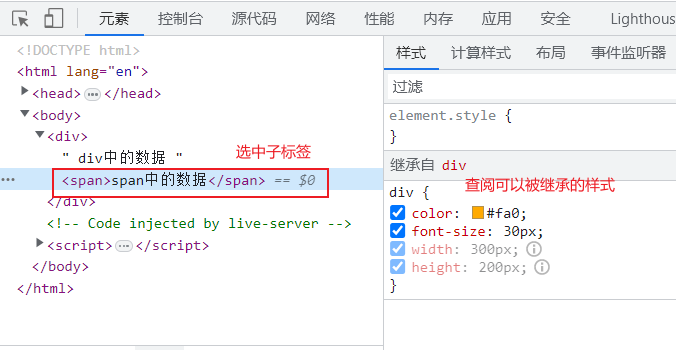 元素 控制台 源代码 网络 性能 内存 应用 安全 Lighthous
<!DOCTYPE html>
<html lang="en">
<head> ⋯ </head>
<body>
<div>
" div中的数据 "
选中子标签
⋯ <span>span中的数据</span> == $0
</div>
<!-- Code injected by live-server -->
<script> ⋯ </script>
</body>
</html>
样式 计算样式 布局 事件监听器
过滤
element.style {
}
继承自 div
div {
查阅可以被继承的样式
color: #fa0;
font-size: 30px;
width: 300px;
height: 200px;
}